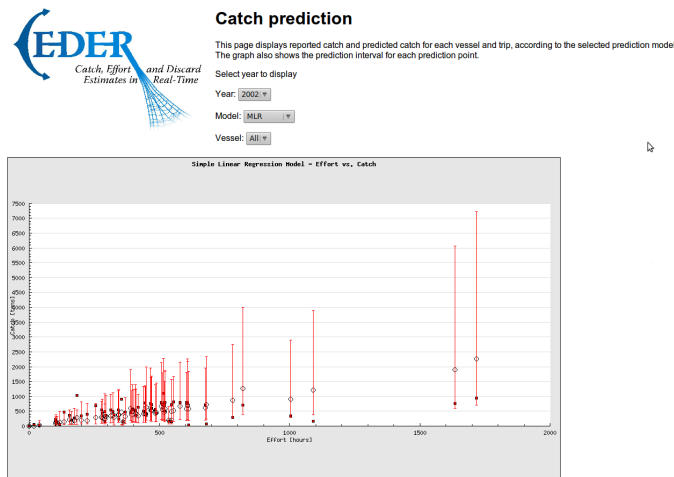 CEDER
Catch, Effort and Discard
Estimates in Real-Time
Catch prediction
This page displays reported catch and predicted catch for each vessel and trip, according to the selected prediction model
The graph also shows the prediction interval for each prediction point.
Select year to display
Year: 2002
Model: MLR
Vessel: All
Simple Linear Regression Model - Effort vs. Catch
7500
7000
6500
6000
5500
5000
4500
4000
3500
3000
2500
2000
1500
1000
500
0
Catch [tons]
0 500 1000 1500 2000
Effort [hours]